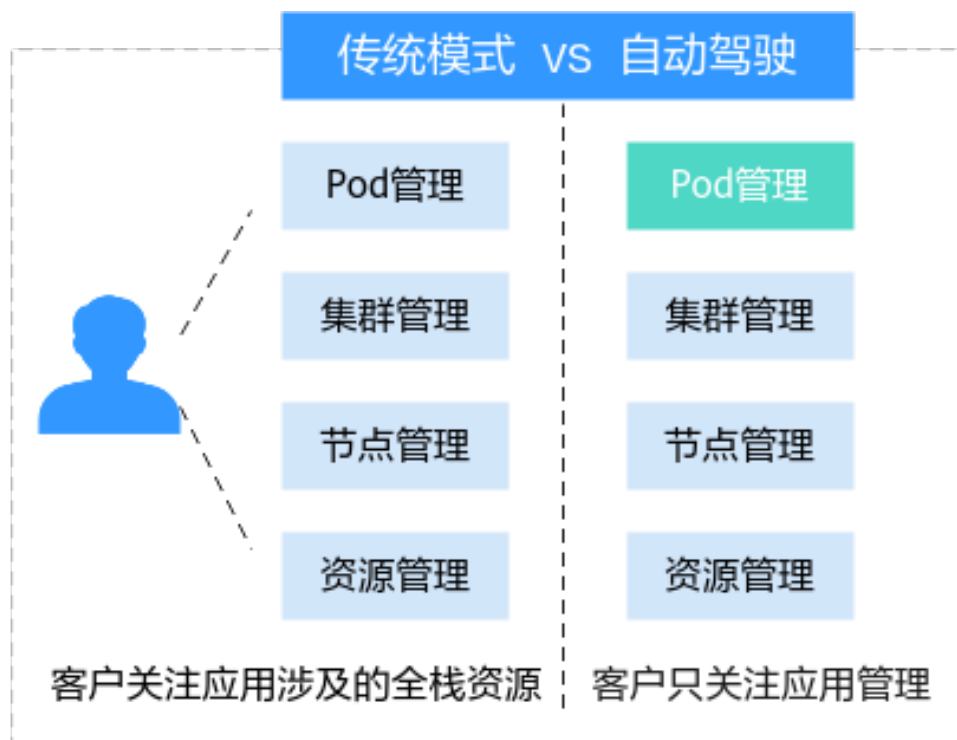 传统模式 VS 自动驾驶
Pod管理
Pod管理
集群管理
集群管理
节点管理
节点管理
资源管理
资源管理
客户关注应用涉及的全栈资源
客户只关注应用管理